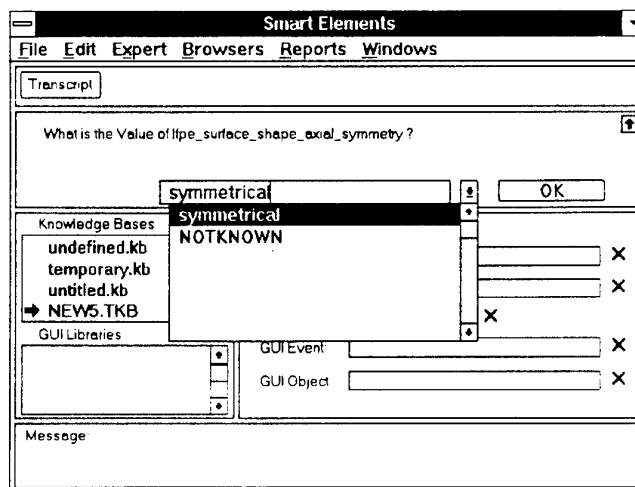 Smart Elements
File Edit Expert Browsers Reports Windows
Transcript
What is the Value of lfpe_surface_shape_axial_symmetry ?
symmetrical OK
symmetrical
NOTKNOWN
Knowledge Bases
undefined.kb
temporary.kb
untitled.kb
NEW5.TKB
GUI Libraries
GUI Event
GUI Object
Message: